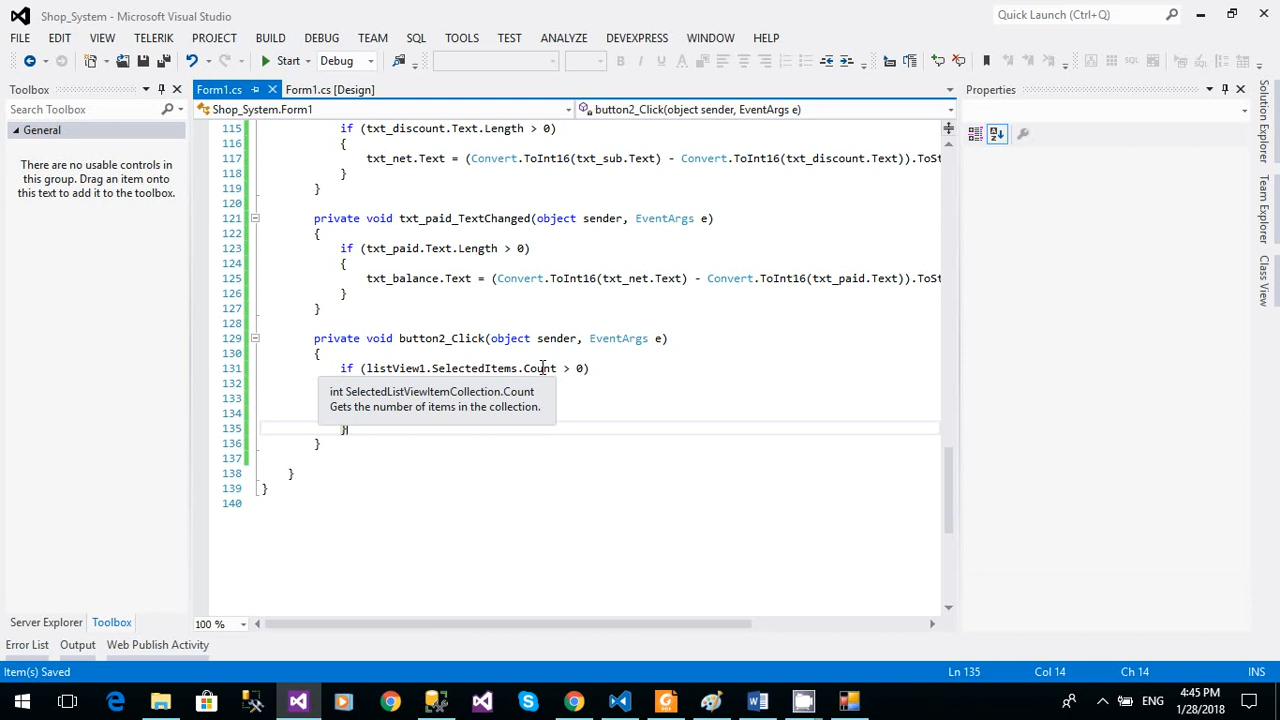 Shop_System - Microsoft Visual Studio
Quick Launch (Ctrl+Q)
FILE EDIT VIEW TELERIK PROJECT BUILD DEBUG TEAM SQL TOOLS TEST ANALYZE DEVEXPRESS WINDOW HELP
Start Debug
Toolbox
Form1.cs Form1.cs [Design]
Properties
Search Toolbox
Shop_System.Form1
button2_Click(object sender, EventArgs e)
General
There are no usable controls in
this group. Drag an item onto
this text to add it to the toolbox.
115 if (txt_discount.Text.Length > 0)
116 {
117 txt_net.Text = (Convert.ToInt16(txt_sub.Text) - Convert.ToInt16(txt_discount.Text)).ToSt
118 }
119 }
120
121 private void txt_paid_TextChanged(object sender, EventArgs e)
122 {
123 if (txt_paid.Text.Length > 0)
124 {
125 txt_balance.Text = (Convert.ToInt16(txt_net.Text) - Convert.ToInt16(txt_paid.Text)).ToSt
126 }
127 }
128
129 private void button2_Click(object sender, EventArgs e)
130 {
131 if (listView1.SelectedItems.Count > 0)
132
133
134
135 }
136 }
137
138 }
139 }
140
int SelectedListViewItemCollection.Count
Gets the number of items in the collection.
Solution Explorer
Team Explorer
Class View
100 %
Server Explorer Toolbox
Error List Output Web Publish Activity
Item(s) Saved Ln 135 Col 14 Ch 14 INS
ENG
4:45 PM
1/28/2018